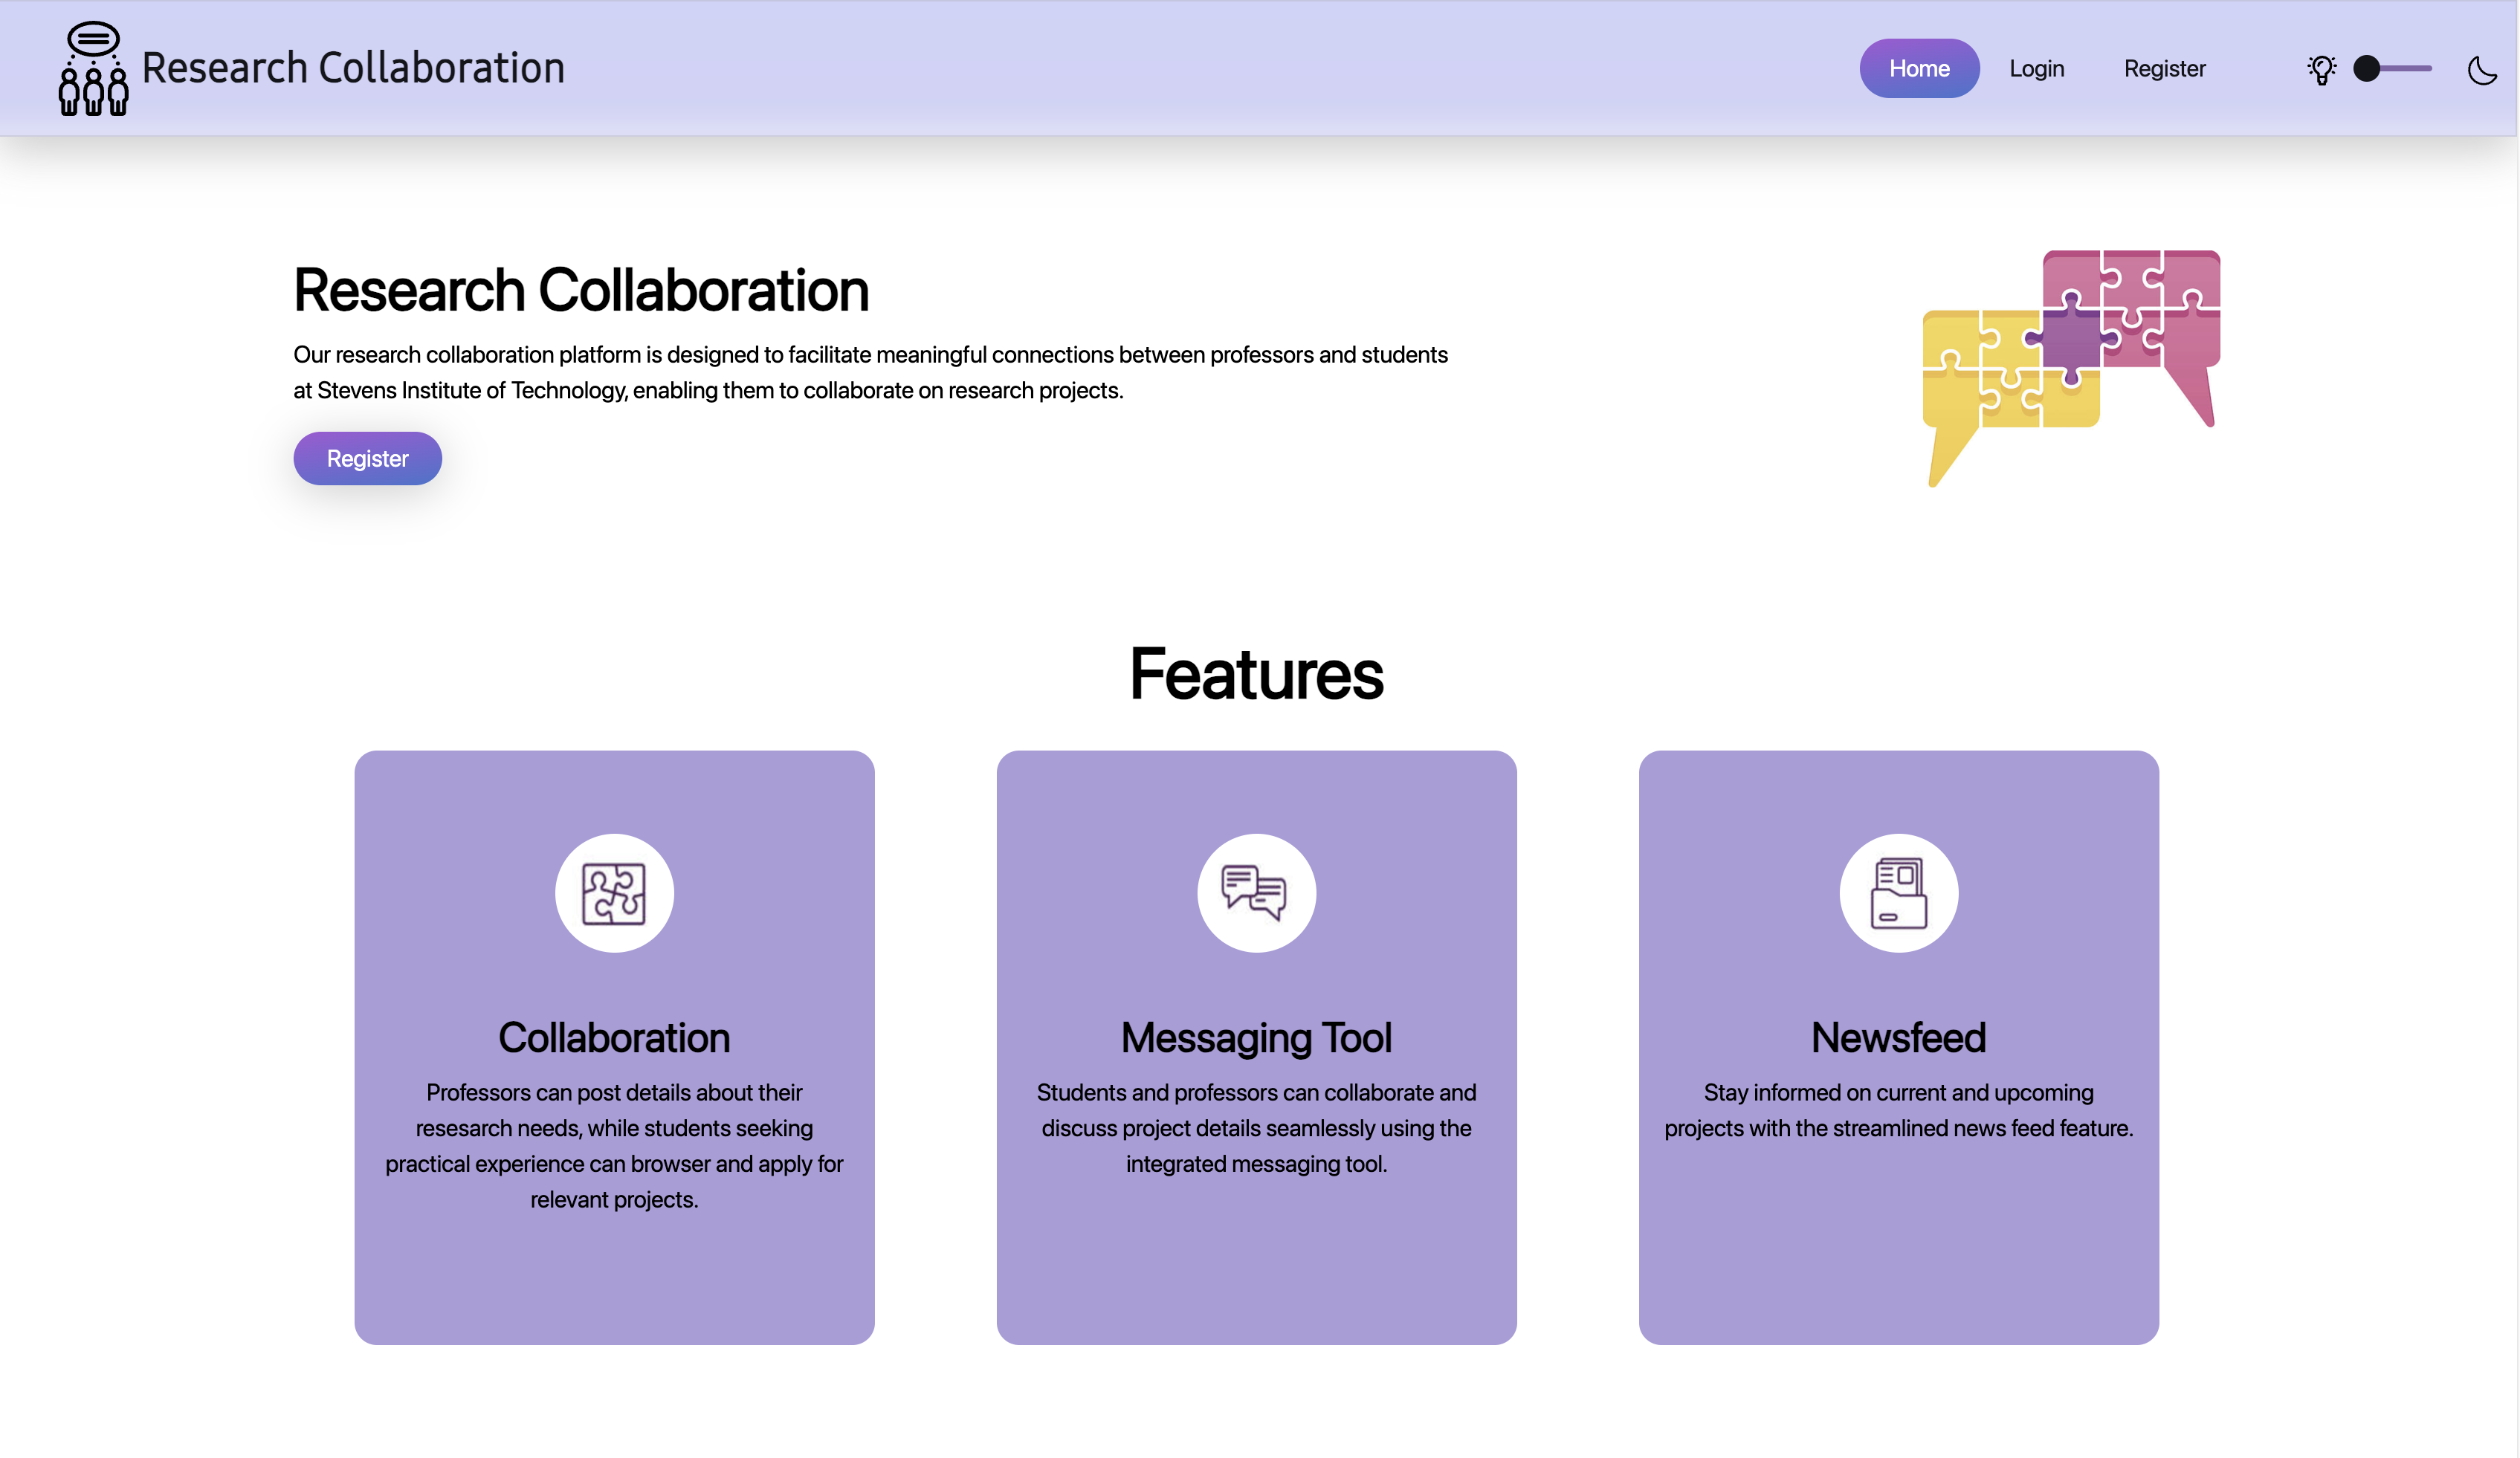 Research Collaboration
Home
Login
Register
Research Collaboration
Our research collaboration platform is designed to facilitate meaningful connections between professors and students
at Stevens Institute of Technology, enabling them to collaborate on research projects.
Register
Features
Collaboration
Professors can post details about their
resesarch needs, while students seeking
practical experience can browser and apply for
relevant projects.
Messaging Tool
Students and professors can collaborate and
discuss project details seamlessly using the
integrated messaging tool.
Newsfeed
Stay informed on current and upcoming
projects with the streamlined news feed feature.